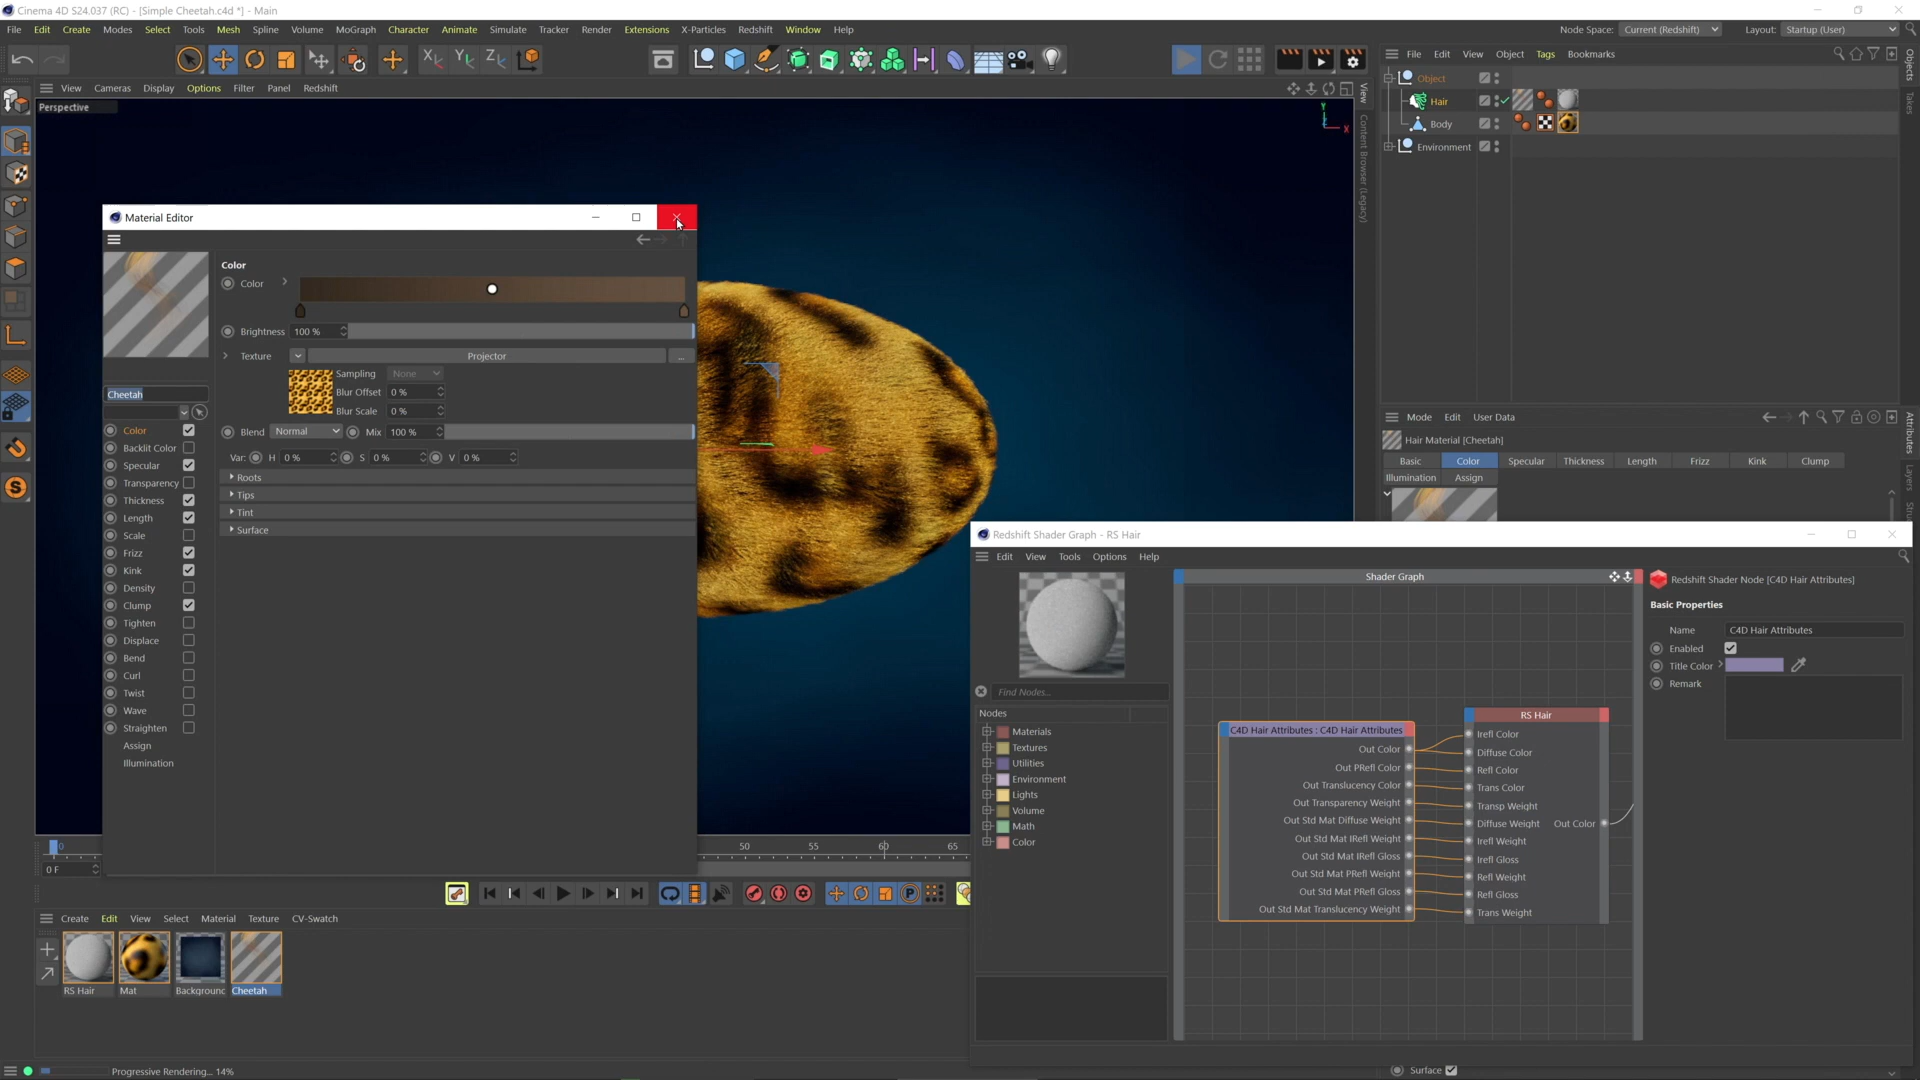 Cinema 4D S24.037 (RC) - [Simple Cheetah.c4d *] - Main
File Edit Create Modes Select Tools Mesh Spline Volume MoGraph Character Animate Simulate Tracker Render Extensions X-Particles Redshift Window Help
Node Space: Current (Redshift) Layout: Startup (User)
File Edit View Object Tags Bookmarks
View Cameras Display Options Filter Panel Redshift
Perspective
Y
Z
X
Object
Hair
Body
Environment
Objects
Takes
View
Content Browser (Legacy)
Material Editor
Color
Color
Brightness 100 %
Texture Projector ...
Sampling None
Blur Offset 0 %
Blur Scale 0 %
Blend Normal Mix 100 %
Var: H 0 % S 0 % V 0 %
Roots
Tips
Tint
Surface
Cheetah
Color
Backlit Color
Specular
Transparency
Thickness
Length
Scale
Frizz
Kink
Density
Clump
Tighten
Displace
Bend
Curl
Twist
Wave
Straighten
Assign
Illumination
Mode Edit User Data
Hair Material [Cheetah]
Basic Color Specular Thickness Length Frizz Kink Clump
Illumination Assign
Attributes
Layers
Redshift Shader Graph - RS Hair
Edit View Tools Options Help
Shader Graph
Find Nodes...
Nodes
Materials
Textures
Utilities
Environment
Lights
Volume
Math
Color
C4D Hair Attributes : C4D Hair Attributes
Out Color
Out PRefl Color
Out Translucency Color
Out Transparency Weight
Out Std Mat Diffuse Weight
Out Std Mat IRefl Weight
Out Std Mat IRefl Gloss
Out Std Mat PRefl Weight
Out Std Mat PRefl Gloss
Out Std Mat Translucency Weight
RS Hair
Irefl Color
Diffuse Color
Refl Color
Trans Color
Transp Weight
Diffuse Weight Out Color
Irefl Weight
Irefl Gloss
Refl Weight
Refl Gloss
Trans Weight
Redshift Shader Node [C4D Hair Attributes]
Basic Properties
Name C4D Hair Attributes
Enabled
Title Color
Remark
0 50 55 60 65
0 F
Create Edit View Select Material Texture CV-Swatch
RS Hair Mat Backgrounc Cheetah
Progressive Rendering... 14%
Surface